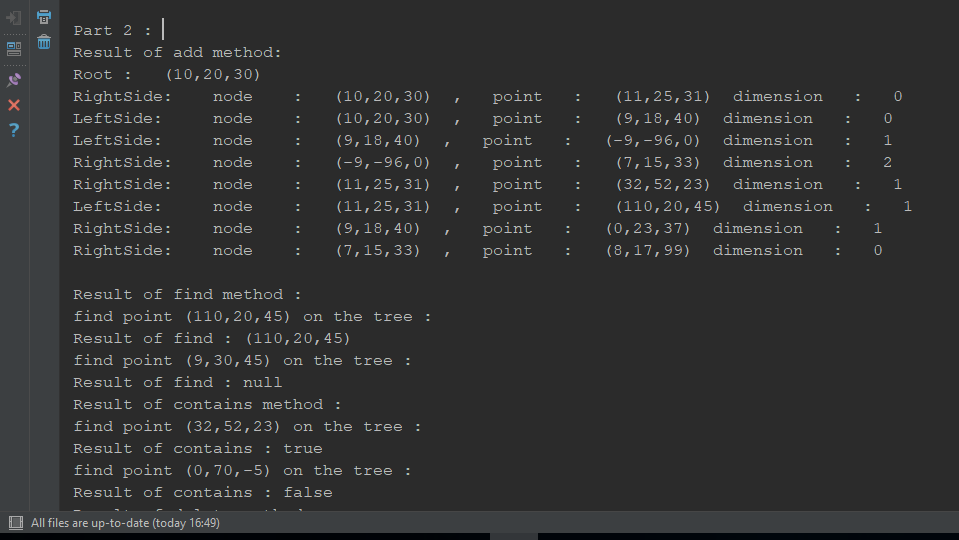 Part 2 :
Result of add method:
Root :   (10,20,30)
RightSide:    node    :   (10,20,30)  ,   point   :   (11,25,31)  dimension   :   0
LeftSide:     node    :   (10,20,30)  ,   point   :   (9,18,40)  dimension   :   0
LeftSide:     node    :   (9,18,40)  ,   point   :   (-9,-96,0)  dimension   :   1
RightSide:    node    :   (-9,-96,0)  ,   point   :   (7,15,33)  dimension   :   2
RightSide:    node    :   (11,25,31)  ,   point   :   (32,52,23)  dimension   :   1
LeftSide:     node    :   (11,25,31)  ,   point   :   (110,20,45)  dimension   :   1
RightSide:    node    :   (9,18,40)  ,   point   :   (0,23,37)  dimension   :   1
RightSide:    node    :   (7,15,33)  ,   point   :   (8,17,99)  dimension   :   0
Result of find method :
find point (110,20,45) on the tree :
Result of find : (110,20,45)
find point (9,30,45) on the tree :
Result of find : null
Result of contains method :
find point (32,52,23) on the tree :
Result of contains : true
find point (0,70,-5) on the tree :
Result of contains : false
All files are up-to-date (today 16:49)